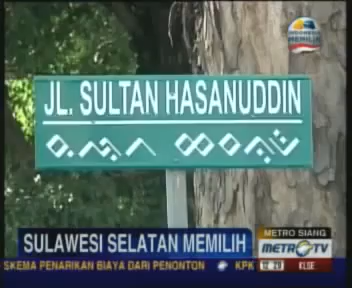 JL. SULTAN HASANUDDIN
SULAWESI SELATAN MEMILIH
METRO SIANG
METRO TV
SKEMA PENARIKAN BIAYA DARI PENONTON KPK
KLSE